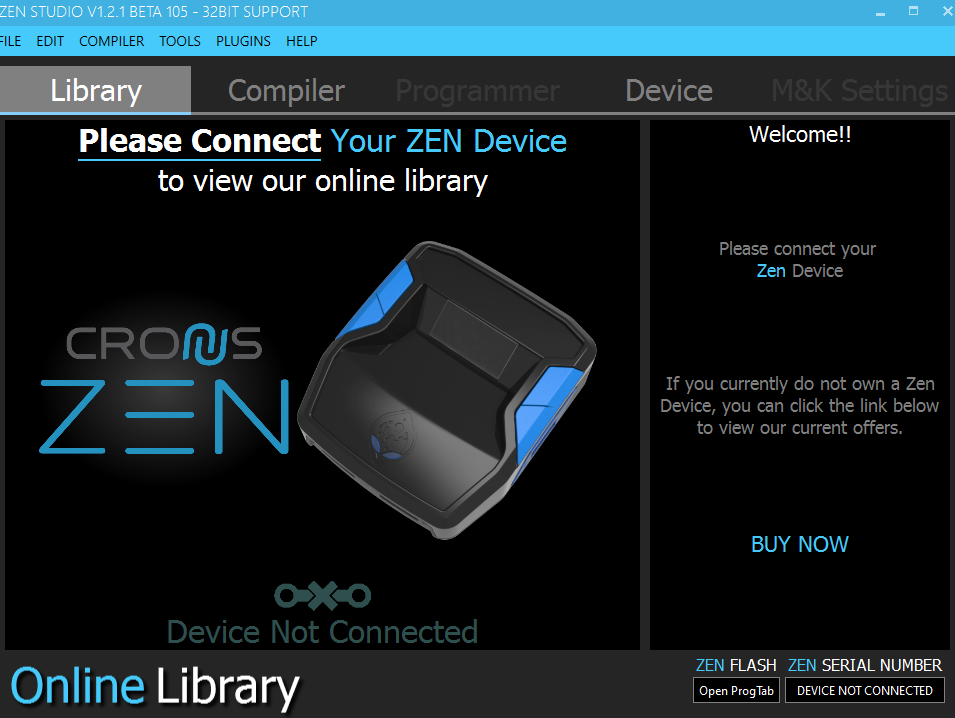 ZEN STUDIO V1.2.1 BETA 105 - 32BIT SUPPORT
FILE EDIT COMPILER TOOLS PLUGINS HELP
Library Compiler Programmer Device M&K Settings
Please Connect Your ZEN Device
to view our online library
CRONUS
ZEN
Device Not Connected
Welcome!!
Please connect your
Zen Device
If you currently do not own a Zen
Device, you can click the link below
to view our current offers.
BUY NOW
Online Library
ZEN FLASH ZEN SERIAL NUMBER
Open ProgTab DEVICE NOT CONNECTED